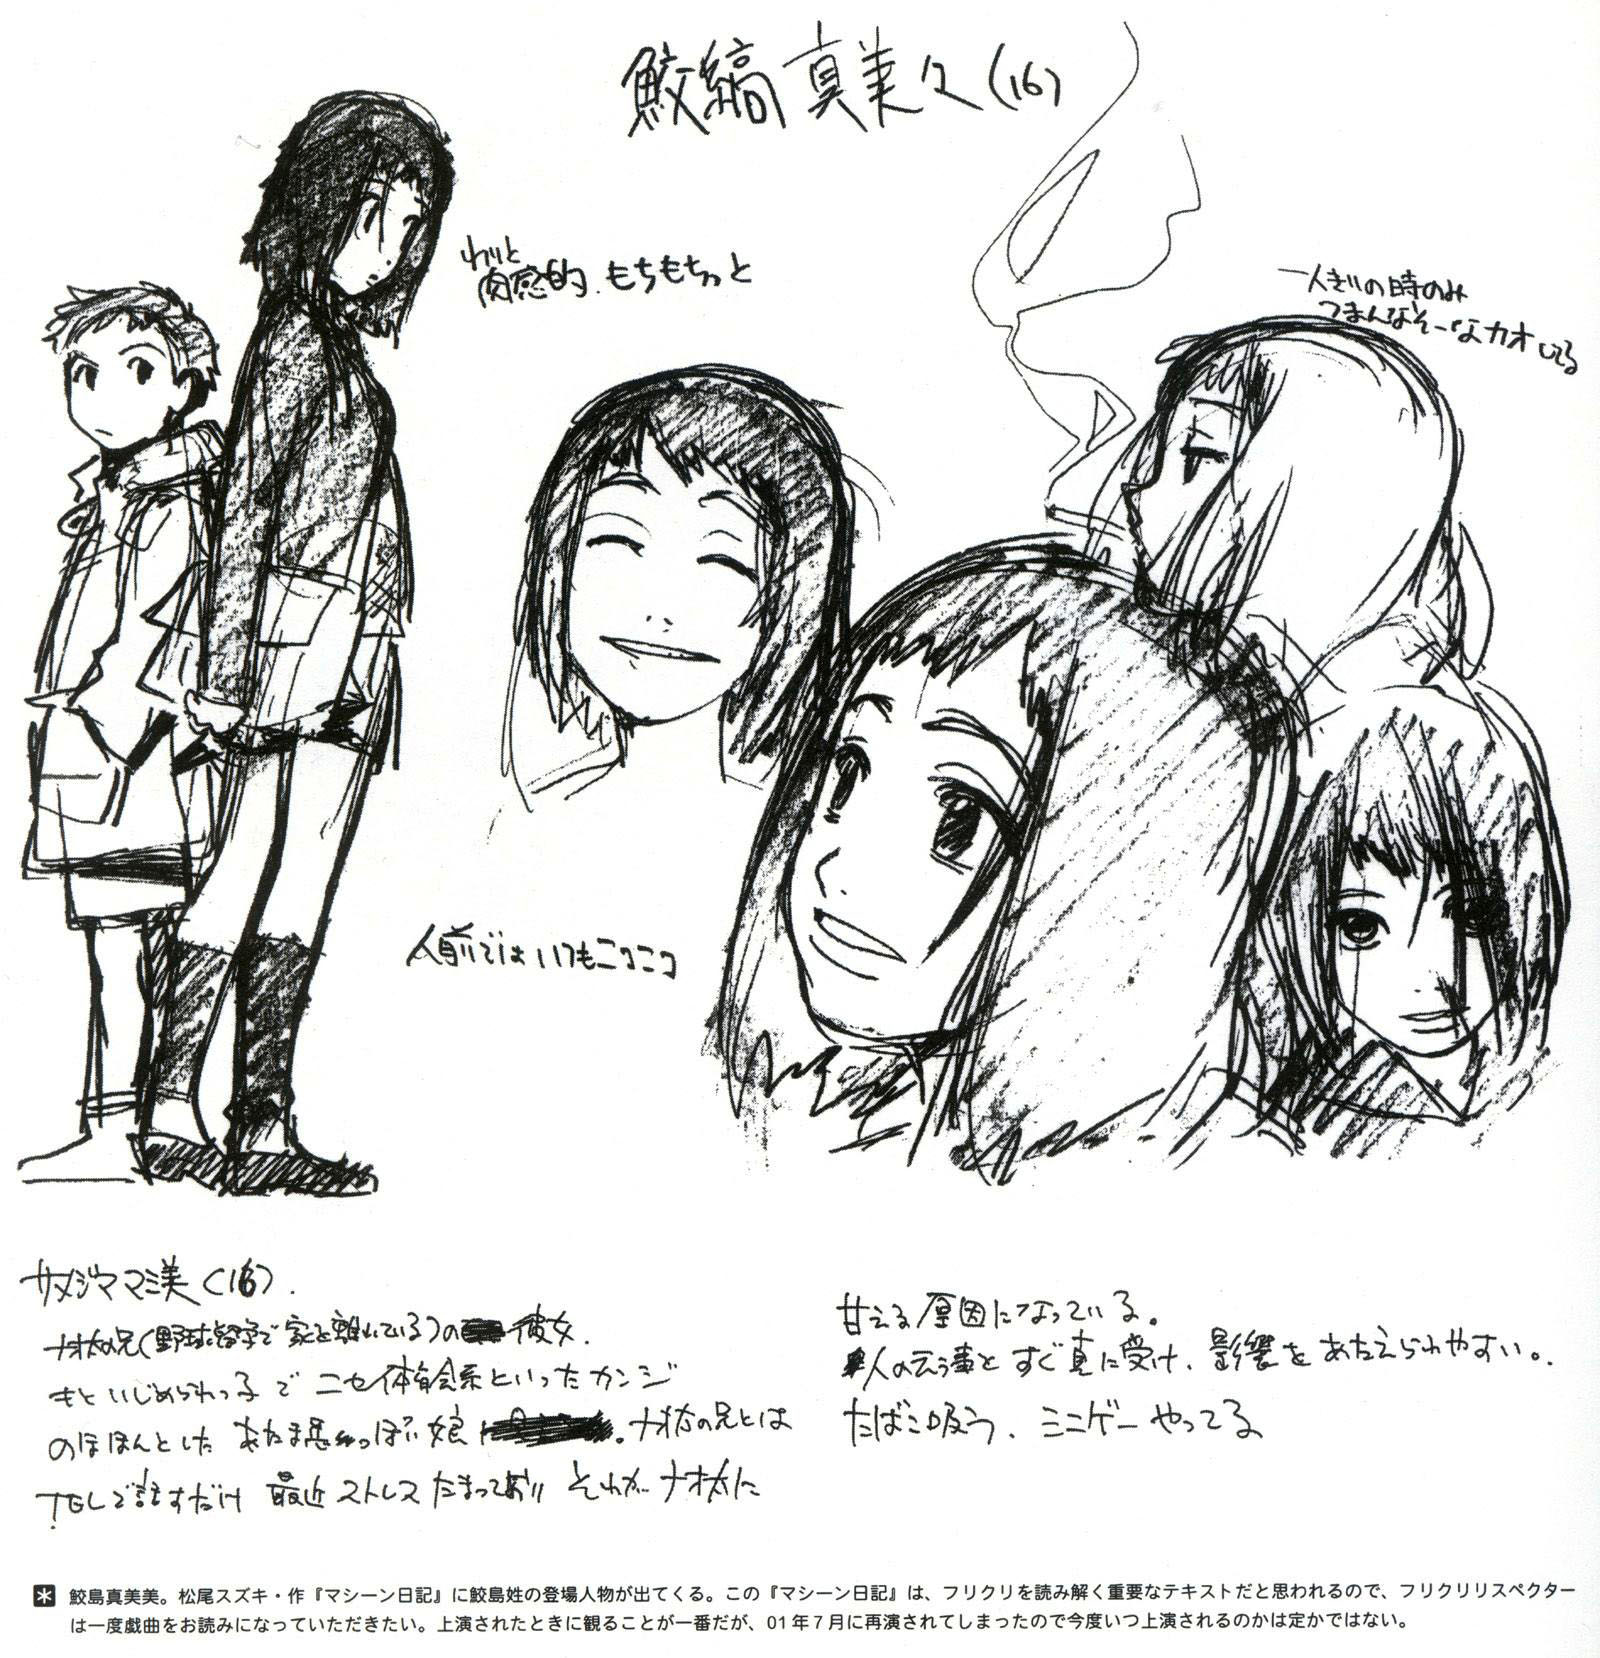 鮫縞 真美々(16)
わりと
肉感的.もちもちっと
一人きりの時のみ
つまんなそーなカオしてる
人前では いつもニコニコ
サメジママミ美(16).
ナオ太の兄(野球留学で家を離れている)の 彼女.
もといじめられっ子で ニセ体育会系といったカンジ
のほほんとした あたま悪っぽい娘 。ナオ太の兄とは
TELで話すだけ 最近ストレスたまっており それが ナオ太に
甘える原因になっている。
人の云う事を すぐ真に受け、影響をあたえられやすい。
たばこ吸う、ミニゲーやってる
* 鮫島真美美。松尾スズキ・作『マシーン日記』に鮫島姓の登場人物が出てくる。この『マシーン日記』は、フリクリを読み解く重要なテキストだと思われるので、フリクリリスペクター
は一度戯曲をお読みになっていただきたい。上演されたときに観ることが一番だが、01年7月に再演されてしまったので今度いつ上演されるのかは定かではない。